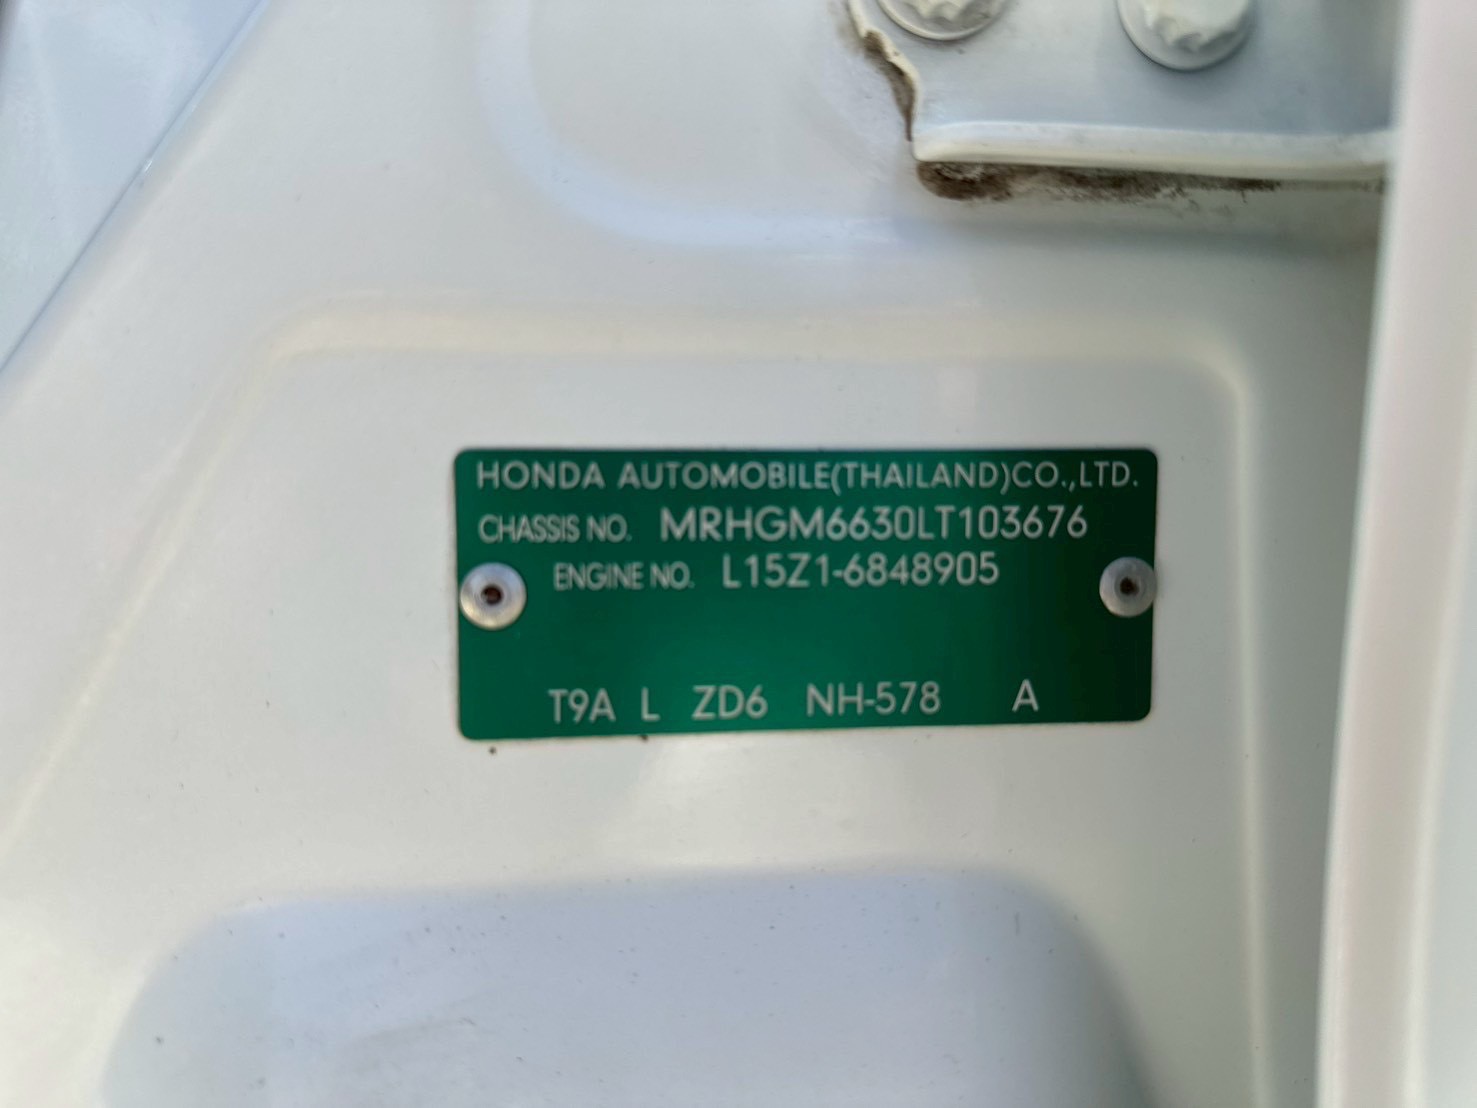 HONDA AUTOMOBILE(THAILAND)CO.,LTD.
CHASSIS NO. MRHGM6630LT103676
ENGINE NO. L15Z1-6848905
T9A L ZD6 NH-578 A